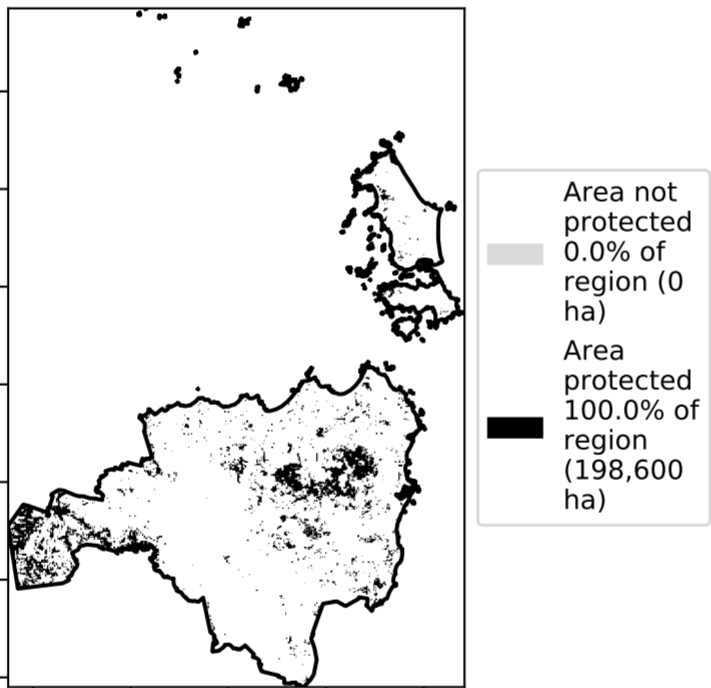 Area not
protected
0.0% of
region (0
ha)
Area
protected
100.0% of
region
(198,600
ha)